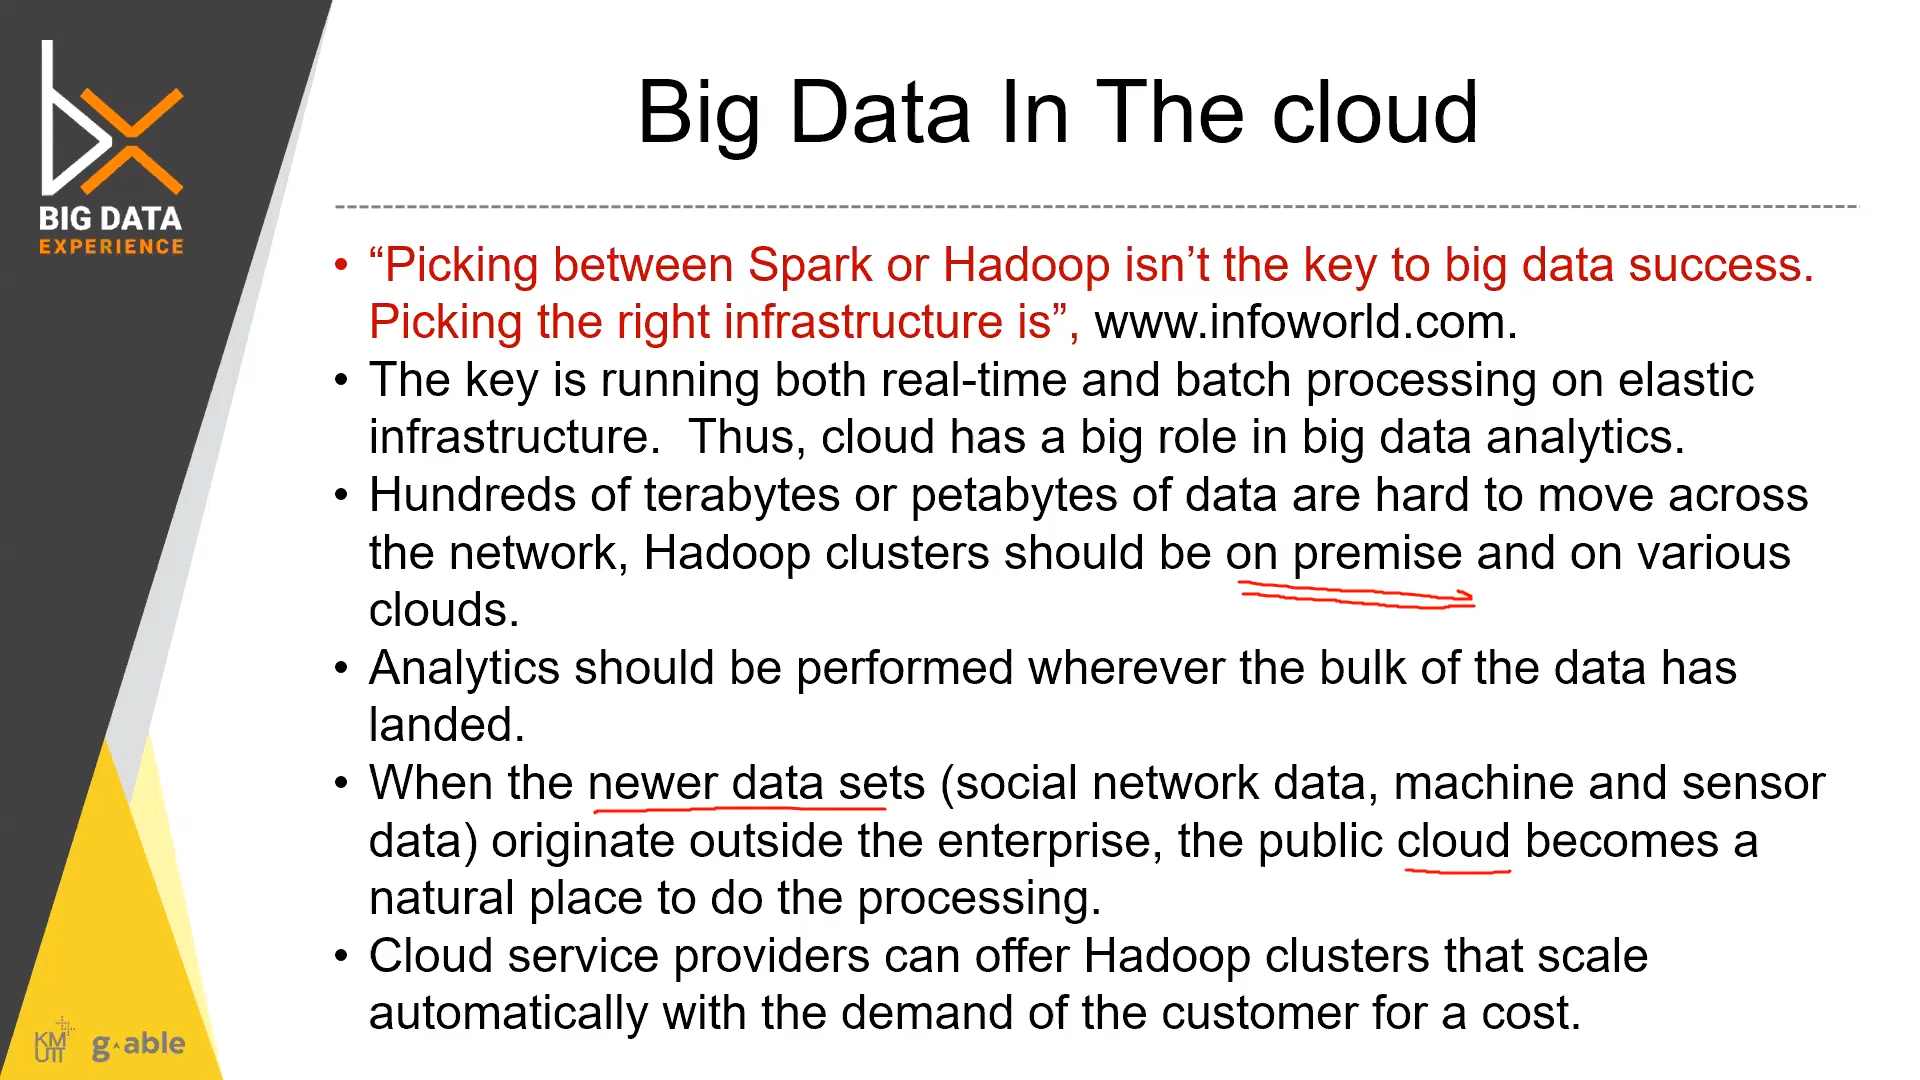 Big Data In The cloud
BIG DATA
EXPERIENCE
• “Picking between Spark or Hadoop isn’t the key to big data success.
Picking the right infrastructure is”, www.infoworld.com.
• The key is running both real-time and batch processing on elastic
infrastructure.  Thus, cloud has a big role in big data analytics.
• Hundreds of terabytes or petabytes of data are hard to move across
the network, Hadoop clusters should be on premise and on various
clouds.
• Analytics should be performed wherever the bulk of the data has
landed.
• When the newer data sets (social network data, machine and sensor
data) originate outside the enterprise, the public cloud becomes a
natural place to do the processing.
• Cloud service providers can offer Hadoop clusters that scale
automatically with the demand of the customer for a cost.
KMUTT
g-able